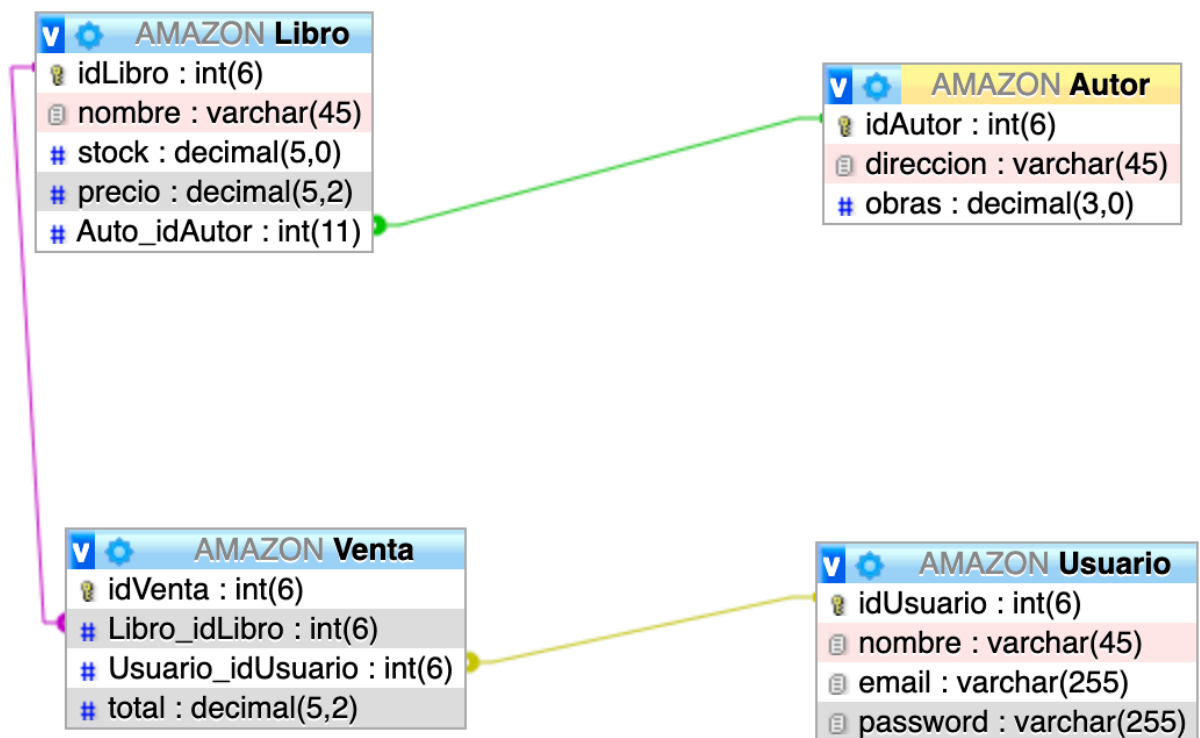 AMAZON Libro
idLibro : int(6)
nombre : varchar(45)
stock : decimal(5,0)
precio : decimal(5,2)
Auto_idAutor : int(11)
AMAZON Autor
idAutor : int(6)
direccion : varchar(45)
obras : decimal(3,0)
AMAZON Venta
idVenta : int(6)
Libro_idLibro : int(6)
Usuario_idUsuario : int(6)
total : decimal(5,2)
AMAZON Usuario
idUsuario : int(6)
nombre : varchar(45)
email : varchar(255)
password : varchar(255)